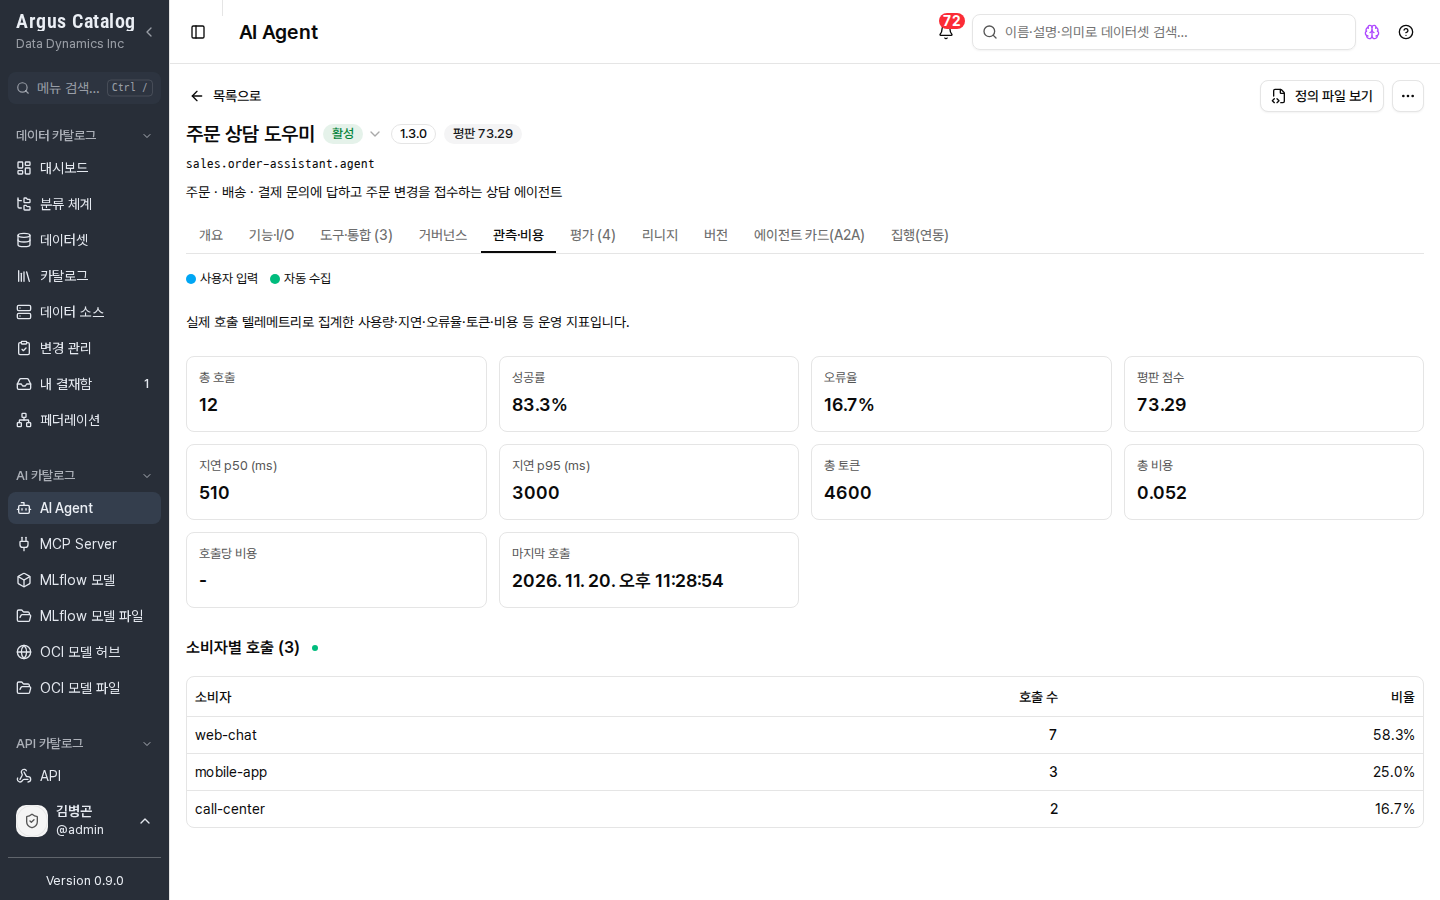 Argus Catalog
Data Dynamics Inc
메뉴 검색... Ctrl /
데이터 카탈로그
대시보드
분류 체계
데이터셋
카탈로그
데이터 소스
변경 관리
내 결재함 1
페더레이션
AI 카탈로그
AI Agent
MCP Server
MLflow 모델
MLflow 모델 파일
OCI 모델 허브
OCI 모델 파일
API 카탈로그
API
김병곤
@admin
Version 0.9.0
AI Agent
72
이름·설명·의미로 데이터셋 검색...
목록으로
정의 파일 보기
주문 상담 도우미 활성 1.3.0 평판 73.29
sales.order-assistant.agent
주문 · 배송 · 결제 문의에 답하고 주문 변경을 접수하는 상담 에이전트
개요 기능·I/O 도구·통합 (3) 거버넌스 관측·비용 평가 (4) 리니지 버전 에이전트 카드(A2A) 집행(연동)
사용자 입력 자동 수집
실제 호출 텔레메트리로 집계한 사용량·지연·오류율·토큰·비용 등 운영 지표입니다.
총 호출
12
성공률
83.3%
오류율
16.7%
평판 점수
73.29
지연 p50 (ms)
510
지연 p95 (ms)
3000
총 토큰
4600
총 비용
0.052
호출당 비용
-
마지막 호출
2026. 11. 20. 오후 11:28:54
소비자별 호출 (3)
소비자 호출 수 비율
web-chat 7 58.3%
mobile-app 3 25.0%
call-center 2 16.7%